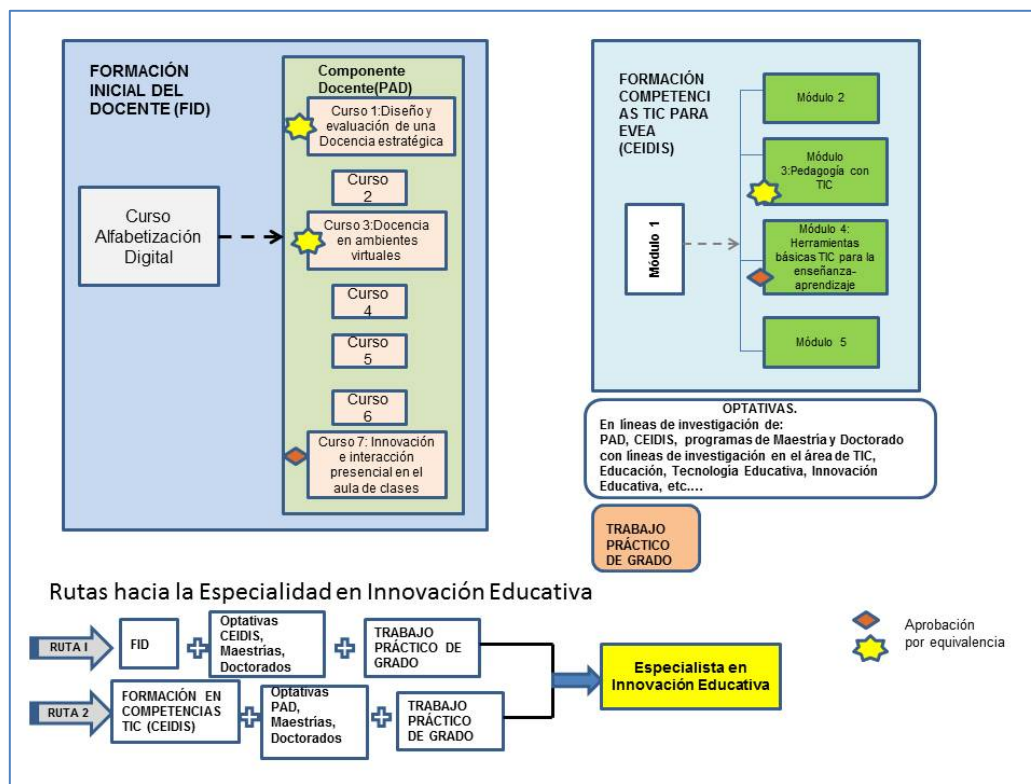 FORMACIÓN
INICIAL DEL
DOCENTE (FID)
Curso
Alfabetización
Digital
Componente
Docente(PAD)
Curso 1:Diseño y
evaluación de una
Docencia estratégica
Curso
2
Curso 3:Docencia
en ambientes
virtuales
Curso
4
Curso
5
Curso
6
Curso 7: Innovación
e interacción
presencial en el
aula de clases
FORMACIÓN
COMPETENCI
AS TIC PARA
EVEA
(CEIDIS)
Módulo 1
Módulo 2
Módulo
3:Pedagogía con
TIC
Módulo 4:
Herramientas
básicas TIC para la
enseñanza-
aprendizaje
Módulo 5
OPTATIVAS.
En líneas de investigación de:
PAD, CEIDIS, programas de Maestría y Doctorado
con líneas de investigación en el área de TIC,
Educación, Tecnología Educativa, Innovación
Educativa, etc....
TRABAJO
PRÁCTICO
DE GRADO
Rutas hacia la Especialidad en Innovación Educativa
RUTA I
FID
Optativas
CEIDIS,
Maestrías,
Doctorados
TRABAJO
PRÁCTICO DE
GRADO
RUTA 2
FORMACIÓN EN
COMPETENCIAS
TIC (CEIDIS)
Optativas
PAD,
Maestrías,
Doctorados
TRABAJO
PRÁCTICO
DE GRADO
Especialista en
Innovación Educativa
Aprobación
por equivalencia